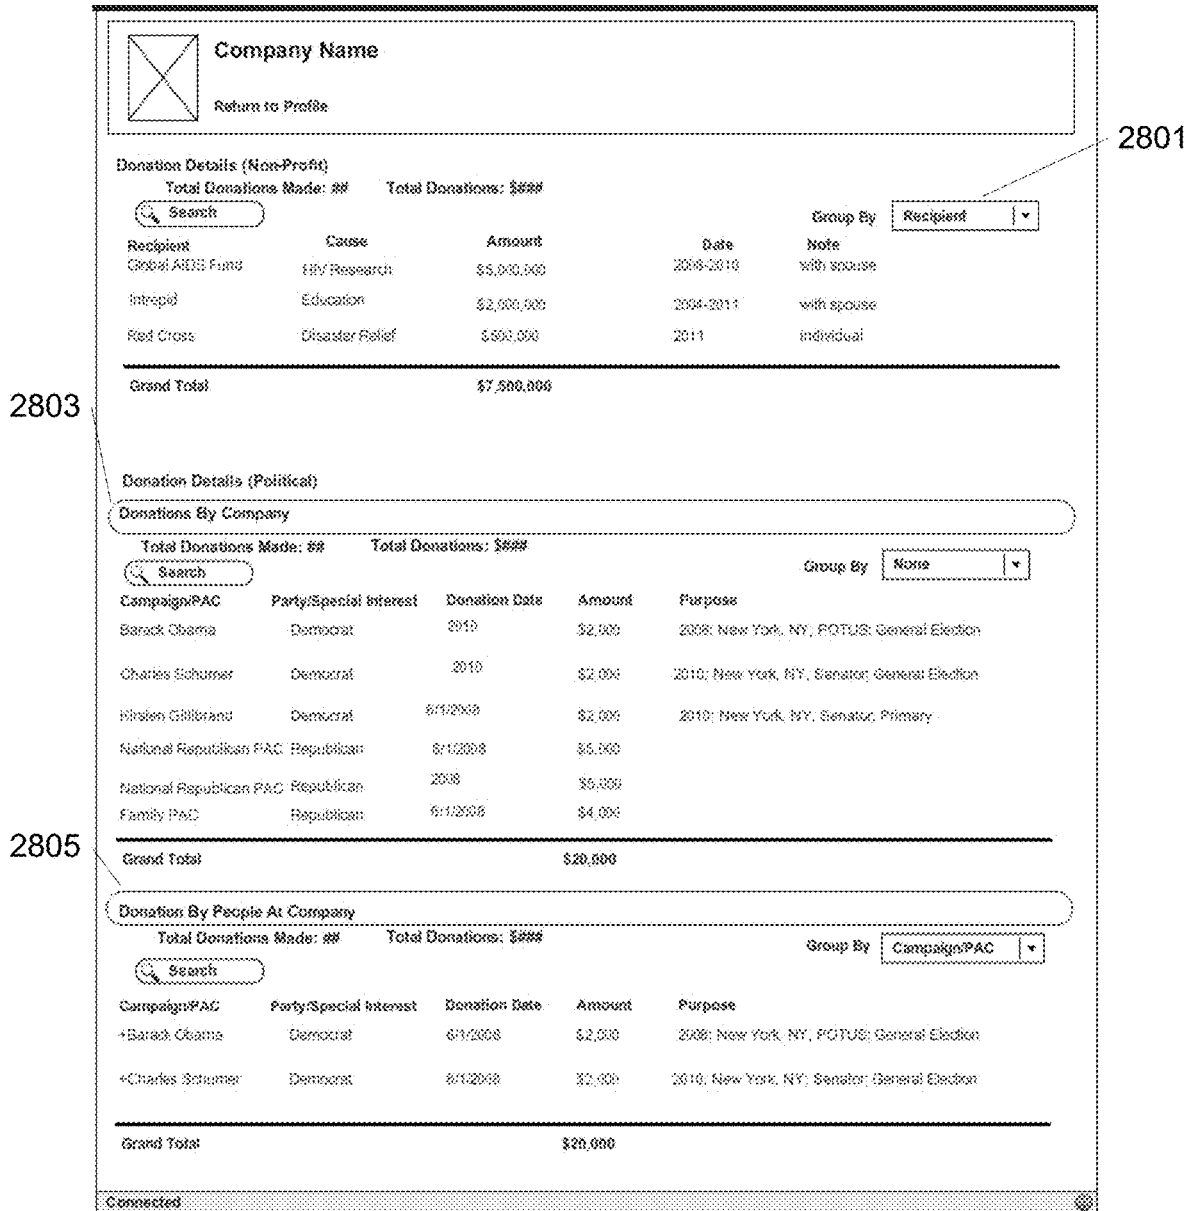 Company Name
Return to Profile
2801
Donation Details (Non-Profit)
Total Donations Made: ## Total Donations: $###
Search Group By Recipient
Recipient Cause Amount Date Note
Global AIDS Fund HIV Research $5,000,000 2008-2010 with spouse
Intrepid Education $2,000,000 2004-2011 with spouse
Red Cross Disaster Relief $500,000 2011 individual
Grand Total $7,500,000
2803
Donation Details (Political)
Donations By Company
Total Donations Made: ## Total Donations: $###
Search Group By None
Campaign/PAC Party/Special Interest Donation Date Amount Purpose
Barack Obama Democrat 2010 $2,000 2008; New York, NY, POTUS; General Election
Charles Schumer Democrat 2010 $2,000 2010; New York, NY, Senator; General Election
Kirsten Gillibrand Democrat 6/1/2008 $2,000 2010; New York, NY, Senator, Primary
National Republican PAC Republican 6/1/2008 $5,000
National Republican PAC Republican 2008 $5,000
Family PAC Republican 6/1/2008 $4,000
2805
Grand Total $20,000
Donation By People At Company
Total Donations Made: ## Total Donations: $###
Group By Campaign/PAC
Search
Campaign/PAC Party/Special Interest Donation Date Amount Purpose
+Barack Obama Democrat 6/1/2008 $2,000 2008; New York, NY, POTUS; General Election
+Charles Schumer Democrat 6/1/2008 $2,000 2010; New York, NY; Senator; General Election
Grand Total $20,000
Connected